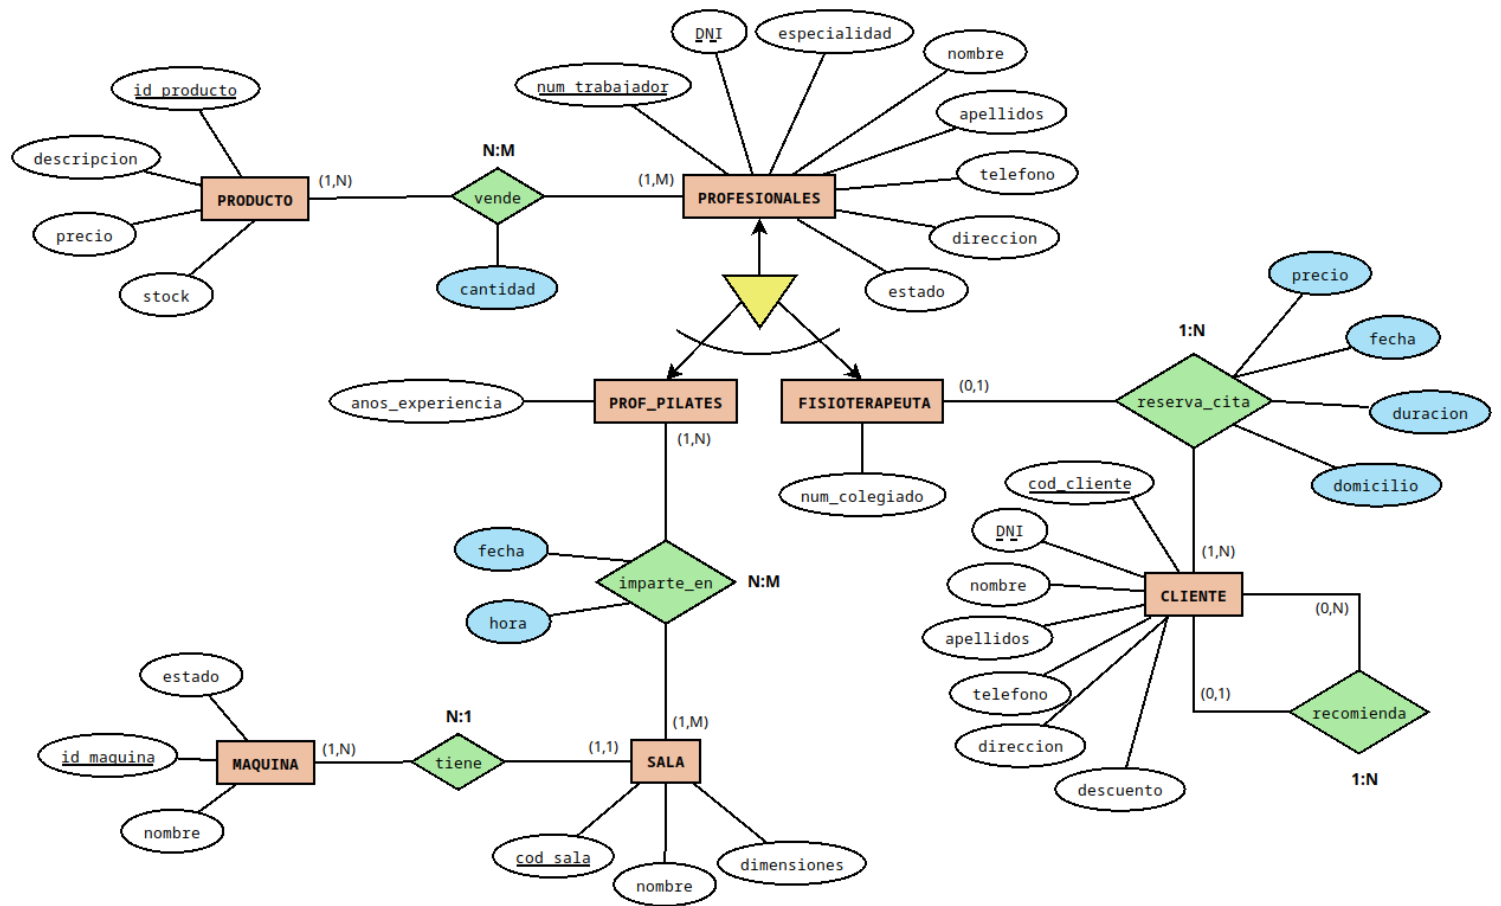 DNI
especialidad
nombre
id_producto
num_trabajador
apellidos
descripcion
N:M
telefono
(1,N)
(1,M)
PRODUCTO
vende
PROFESIONALES
precio
direccion
cantidad
estado
stock
precio
1:N
fecha
anos_experiencia
PROF_PILATES
FISIOTERAPEUTA
(0,1)
reserva_cita
duracion
(1,N)
cod_cliente
domicilio
num_colegiado
DNI
fecha
(1,N)
imparte_en
N:M
nombre
CLIENTE
(0,N)
hora
apellidos
estado
telefono
(0,1)
recomienda
N:1
(1,M)
id_maquina
(1,N)
(1,1)
direccion
MAQUINA
tiene
SALA
1:N
descuento
nombre
cod_sala
dimensiones
nombre